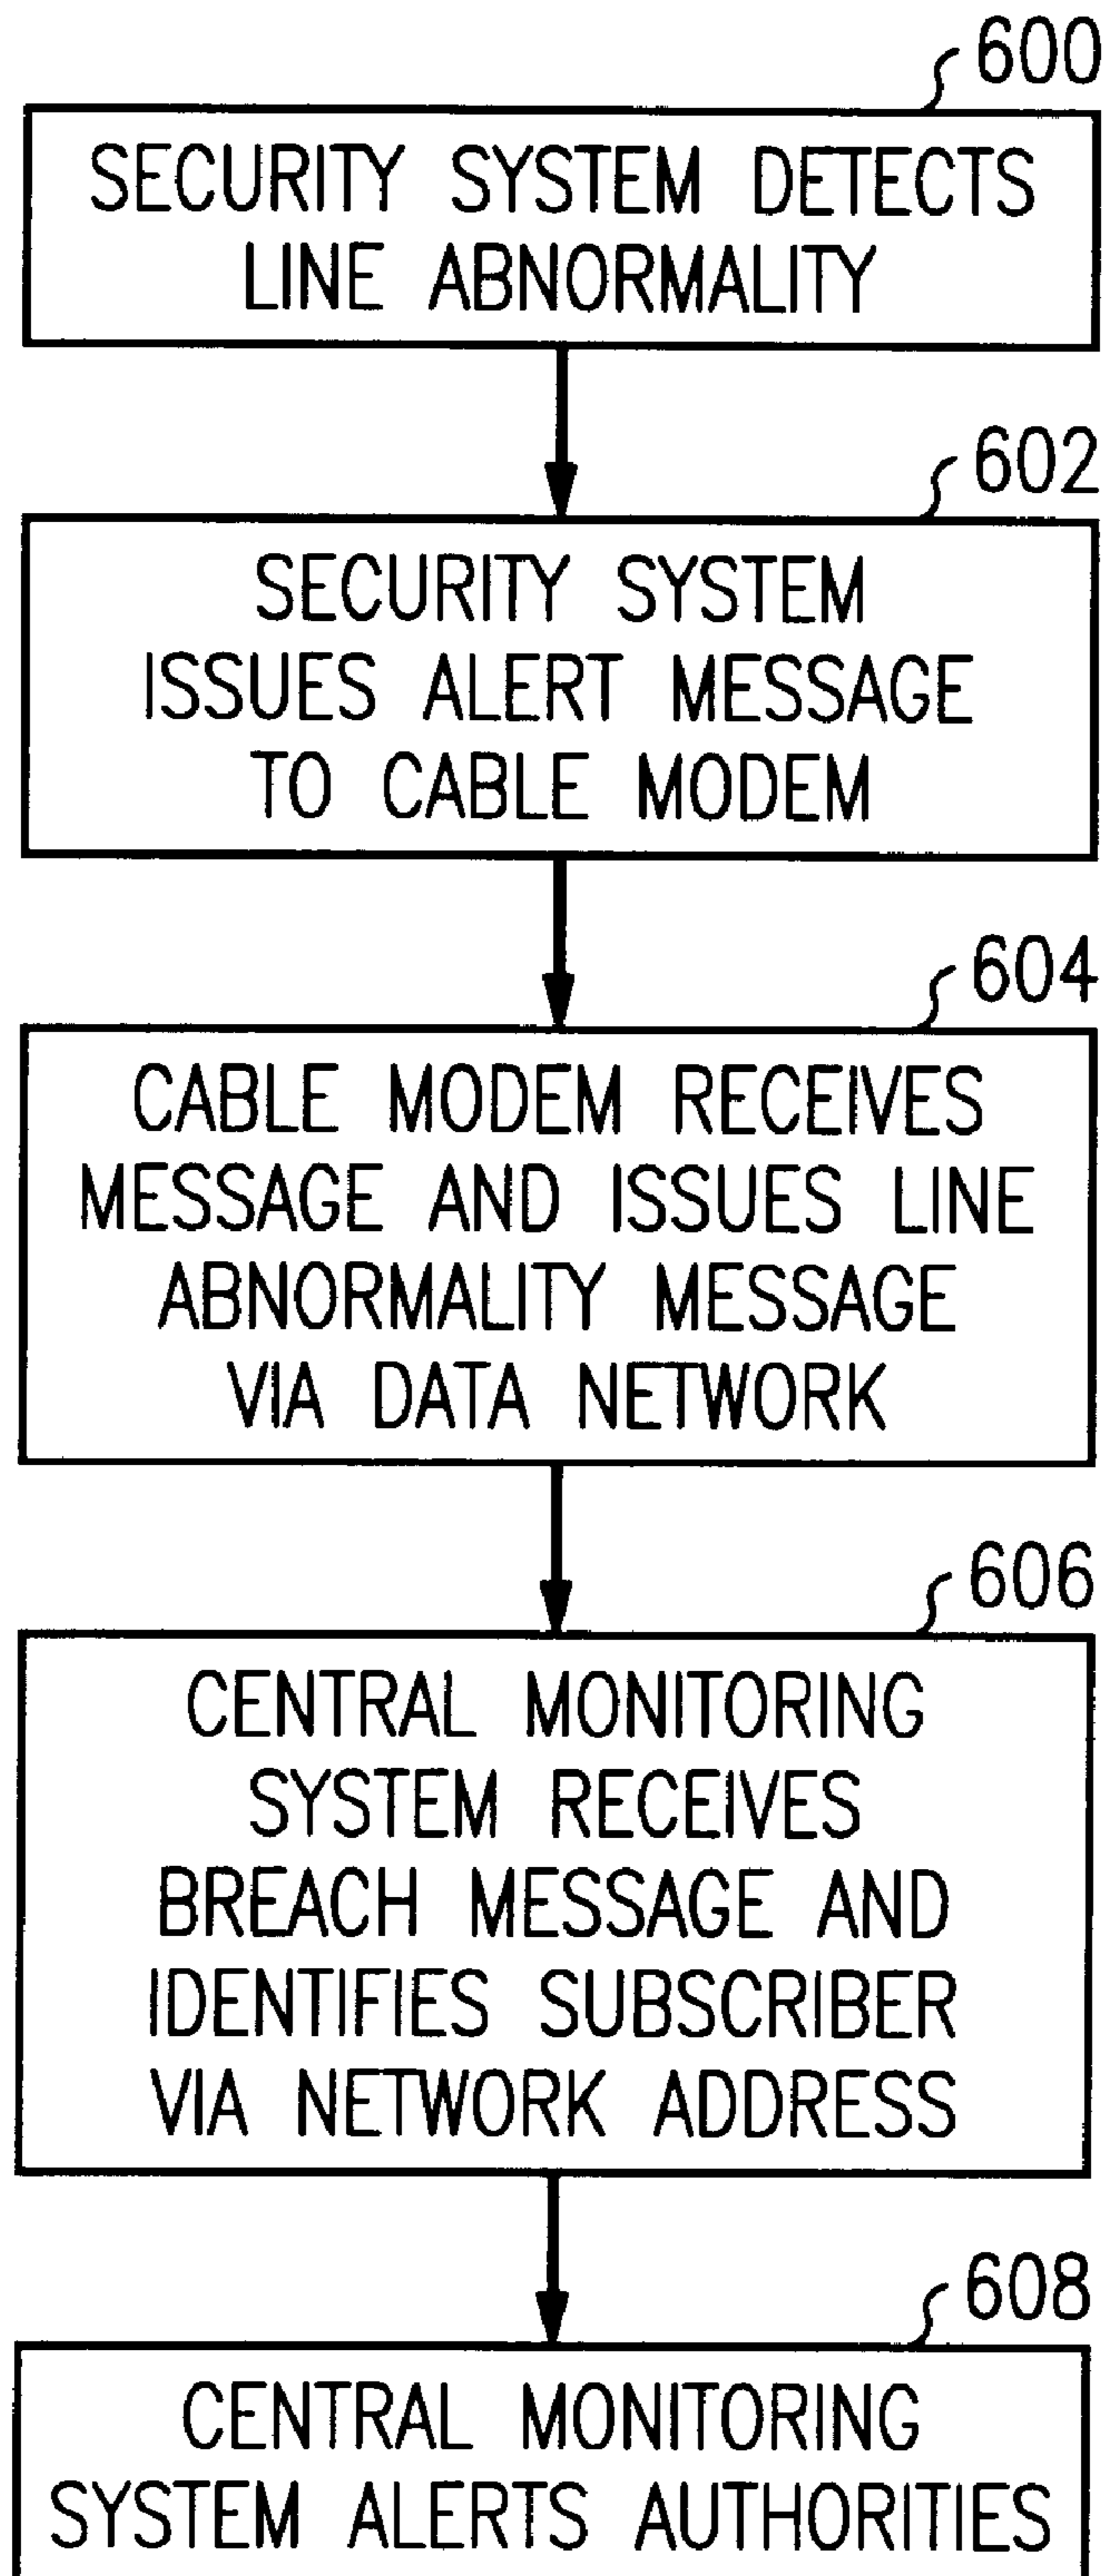 600
SECURITY SYSTEM DETECTS
LINE ABNORMALITY
602
SECURITY SYSTEM
ISSUES ALERT MESSAGE
TO CABLE MODEM
604
CABLE MODEM RECEIVES
MESSAGE AND ISSUES LINE
ABNORMALITY MESSAGE
VIA DATA NETWORK
606
CENTRAL MONITORING
SYSTEM RECEIVES
BREACH MESSAGE AND
IDENTIFIES SUBSCRIBER
VIA NETWORK ADDRESS
608
CENTRAL MONITORING
SYSTEM ALERTS AUTHORITIES